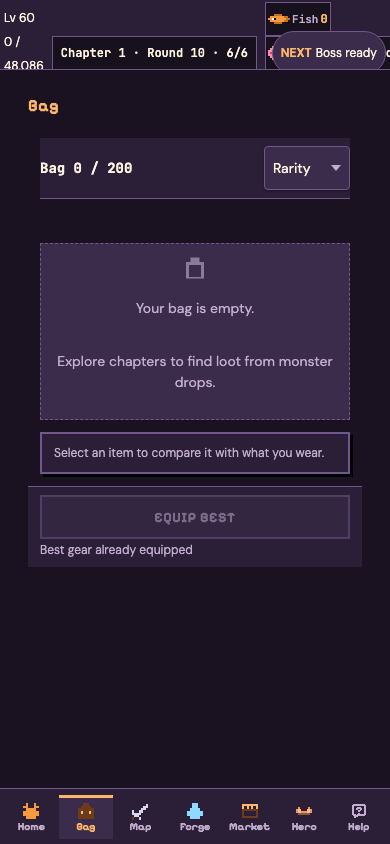 Lv 60
0 /
48,086
Chapter 1 · Round 10 · 6/6
Fish 0
NEXT Boss ready
Bag
Bag 0 / 200
Rarity
Your bag is empty.
Explore chapters to find loot from monster
drops.
Select an item to compare it with what you wear.
EQUIP BEST
Best gear already equipped
Home
Bag
Map
Forge
Market
Hero
Help